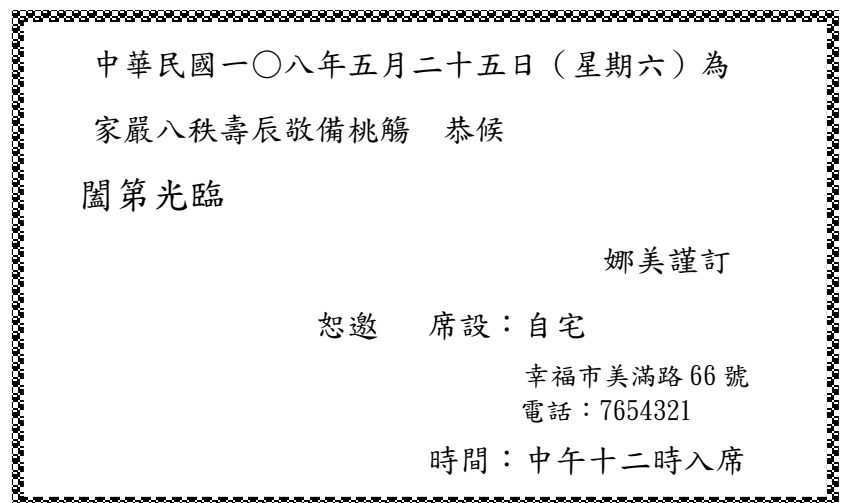 中華民國一〇八年五月二十五日（星期六）為
家嚴八秩壽辰敬備桃觴　恭候
闔第光臨
娜美謹訂
恕邀　席設：自宅
幸福市美滿路 66 號
電話：7654321
時間：中午十二時入席